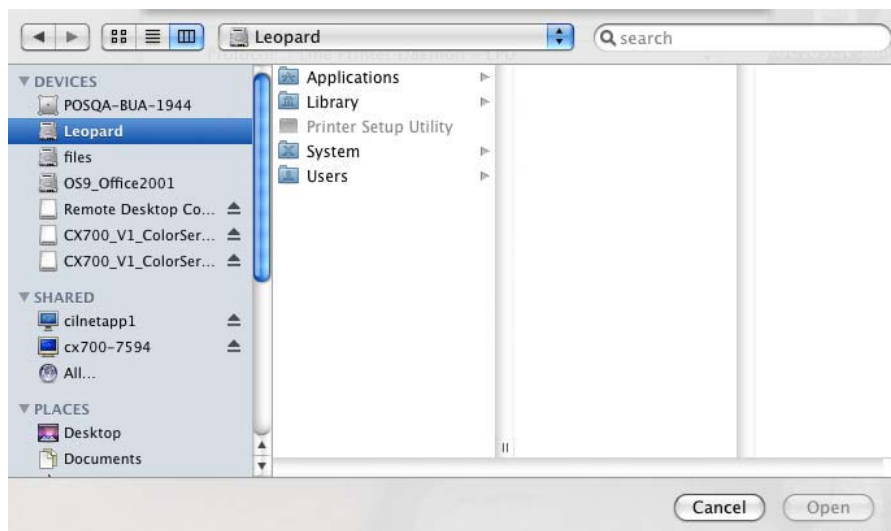 Leopard
search
DEVICES
POSQA-BUA-1944
Leopard
files
OS9_Office2001
Remote Desktop Co...
CX700_V1_ColorSer...
CX700_V1_ColorSer...
SHARED
cilnetapp1
cx700-7594
All...
PLACES
Desktop
Documents
Applications
Library
Printer Setup Utility
System
Users
Cancel
Open